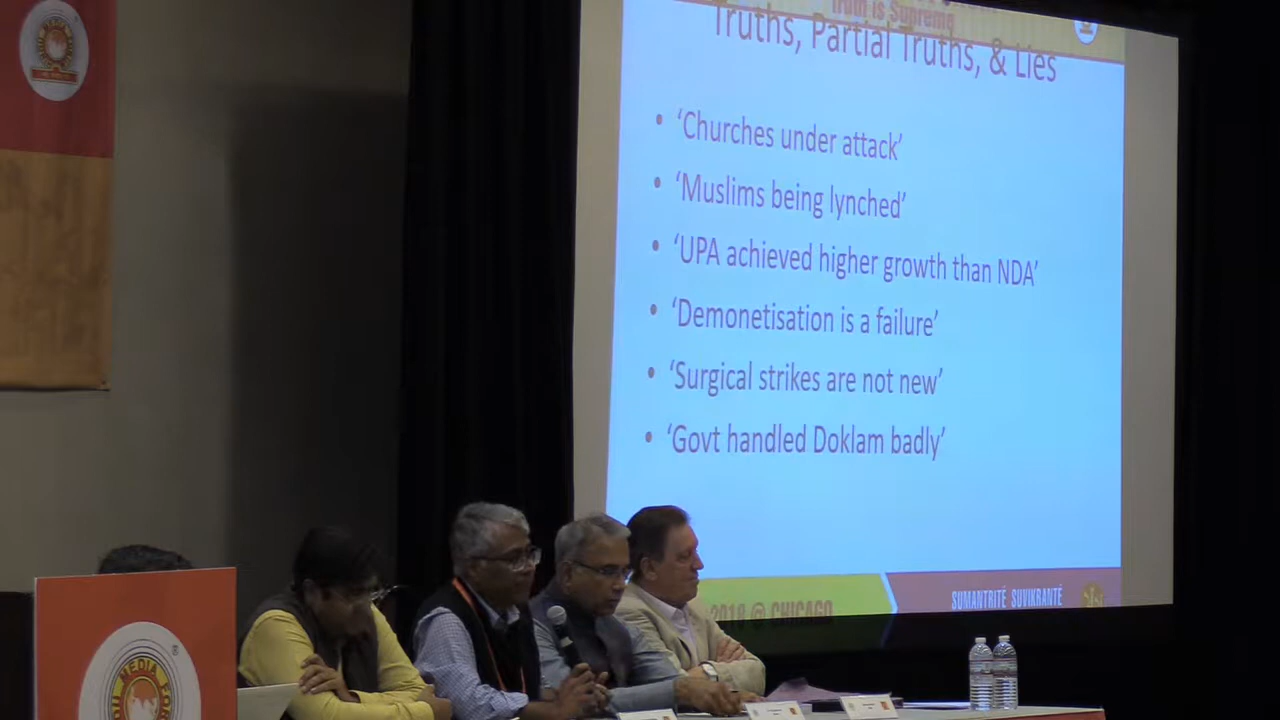 Truth is Supreme
Truths, Partial Truths, & Lies
• ‘Churches under attack’
• ‘Muslims being lynched’
• ‘UPA achieved higher growth than NDA’
• ‘Demonetisation is a failure’
• ‘Surgical strikes are not new’
• ‘Govt handled Doklam badly’
2018 @ CHICAGO
SUMANTRITÉ SUVIKRANTÉ
MEDIA